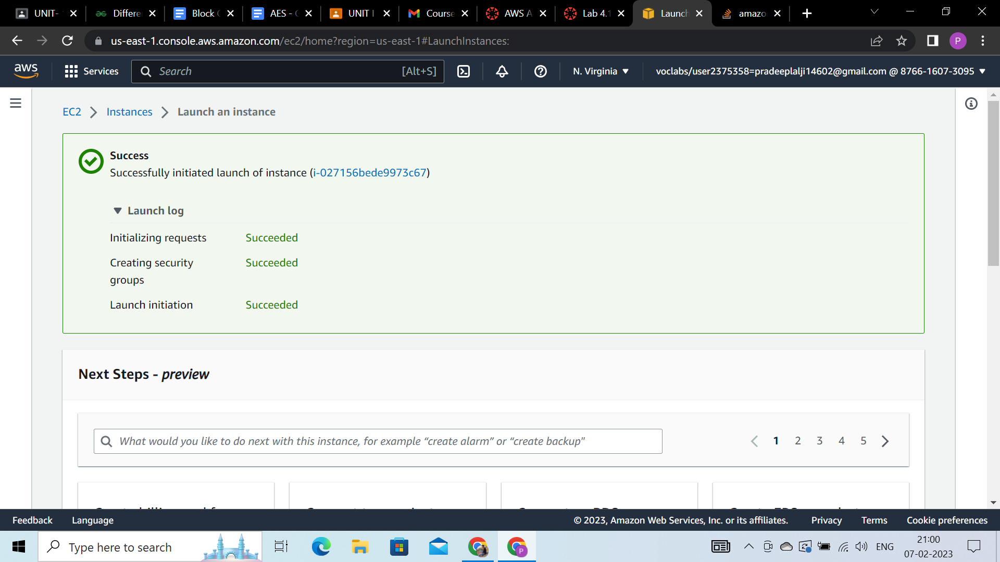 UNIT-
Differe
Block
AES -
UNIT I
Course
AWS A
Lab 4.1
Launch
amazo
us-east-1.console.aws.amazon.com/ec2/home?region=us-east-1#LaunchInstances:
P
aws
Services
Search
[Alt+S]
N. Virginia
voclabs/user2375358=pradeeplalji14602@gmail.com @ 8766-1607-3095
EC2
Instances
Launch an instance
Success
Successfully initiated launch of instance (i-027156bede9973c67)
Launch log
Initializing requests
Succeeded
Creating security
groups
Succeeded
Launch initiation
Succeeded
Next Steps - preview
What would you like to do next with this instance, for example “create alarm” or “create backup"
1 2 3 4 5
Feedback
Language
© 2023, Amazon Web Services, Inc. or its affiliates.
Privacy
Terms
Cookie preferences
Type here to search
P
ENG
21:00
07-02-2023